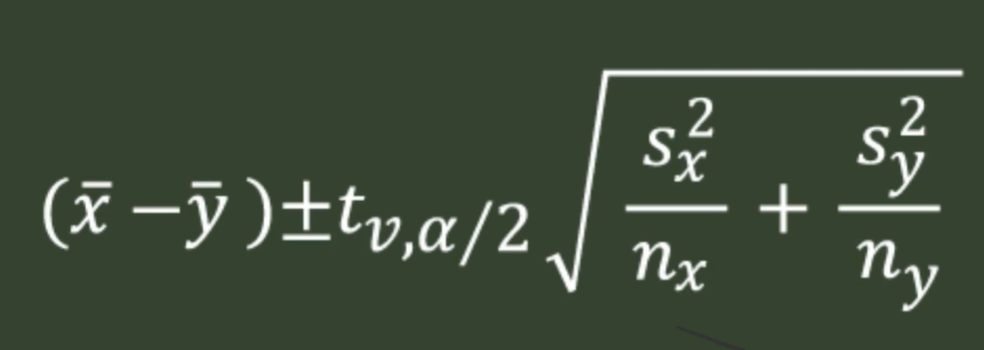 (x̄ − ȳ) ± t_{v,α/2} √(s_x²/n_x + s_y²/n_y)